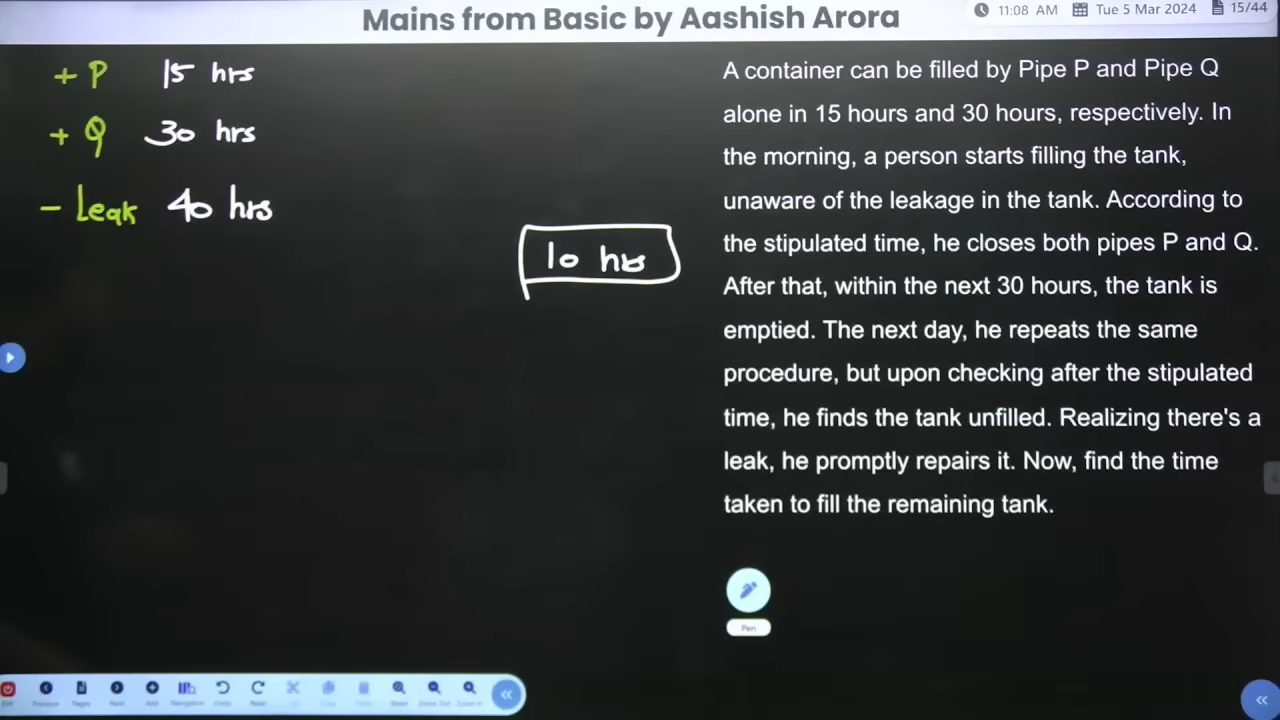 Mains from Basic by Aashish Arora
11:08 AM Tue 5 Mar 2024 15/44
+ P 15 hrs
+ Q 30 hrs
- Leak 40 hrs
10 hrs
A container can be filled by Pipe P and Pipe Q
alone in 15 hours and 30 hours, respectively. In
the morning, a person starts filling the tank,
unaware of the leakage in the tank. According to
the stipulated time, he closes both pipes P and Q.
After that, within the next 30 hours, the tank is
emptied. The next day, he repeats the same
procedure, but upon checking after the stipulated
time, he finds the tank unfilled. Realizing there's a
leak, he promptly repairs it. Now, find the time
taken to fill the remaining tank.
Pen